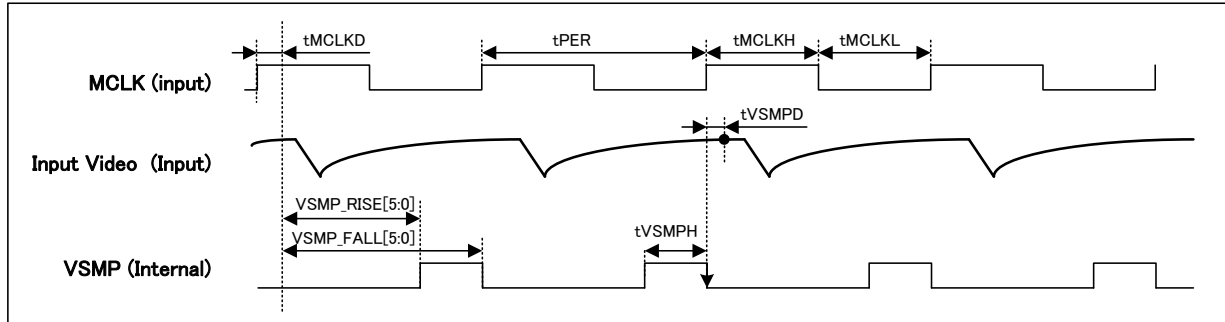 tMCLKD
tPER
tMCLKH
tMCLKL
MCLK (input)
tVSMPD
Input Video (Input)
VSMP_RISE[5:0]
VSMP_FALL[5:0]
tVSMPH
VSMP (Internal)